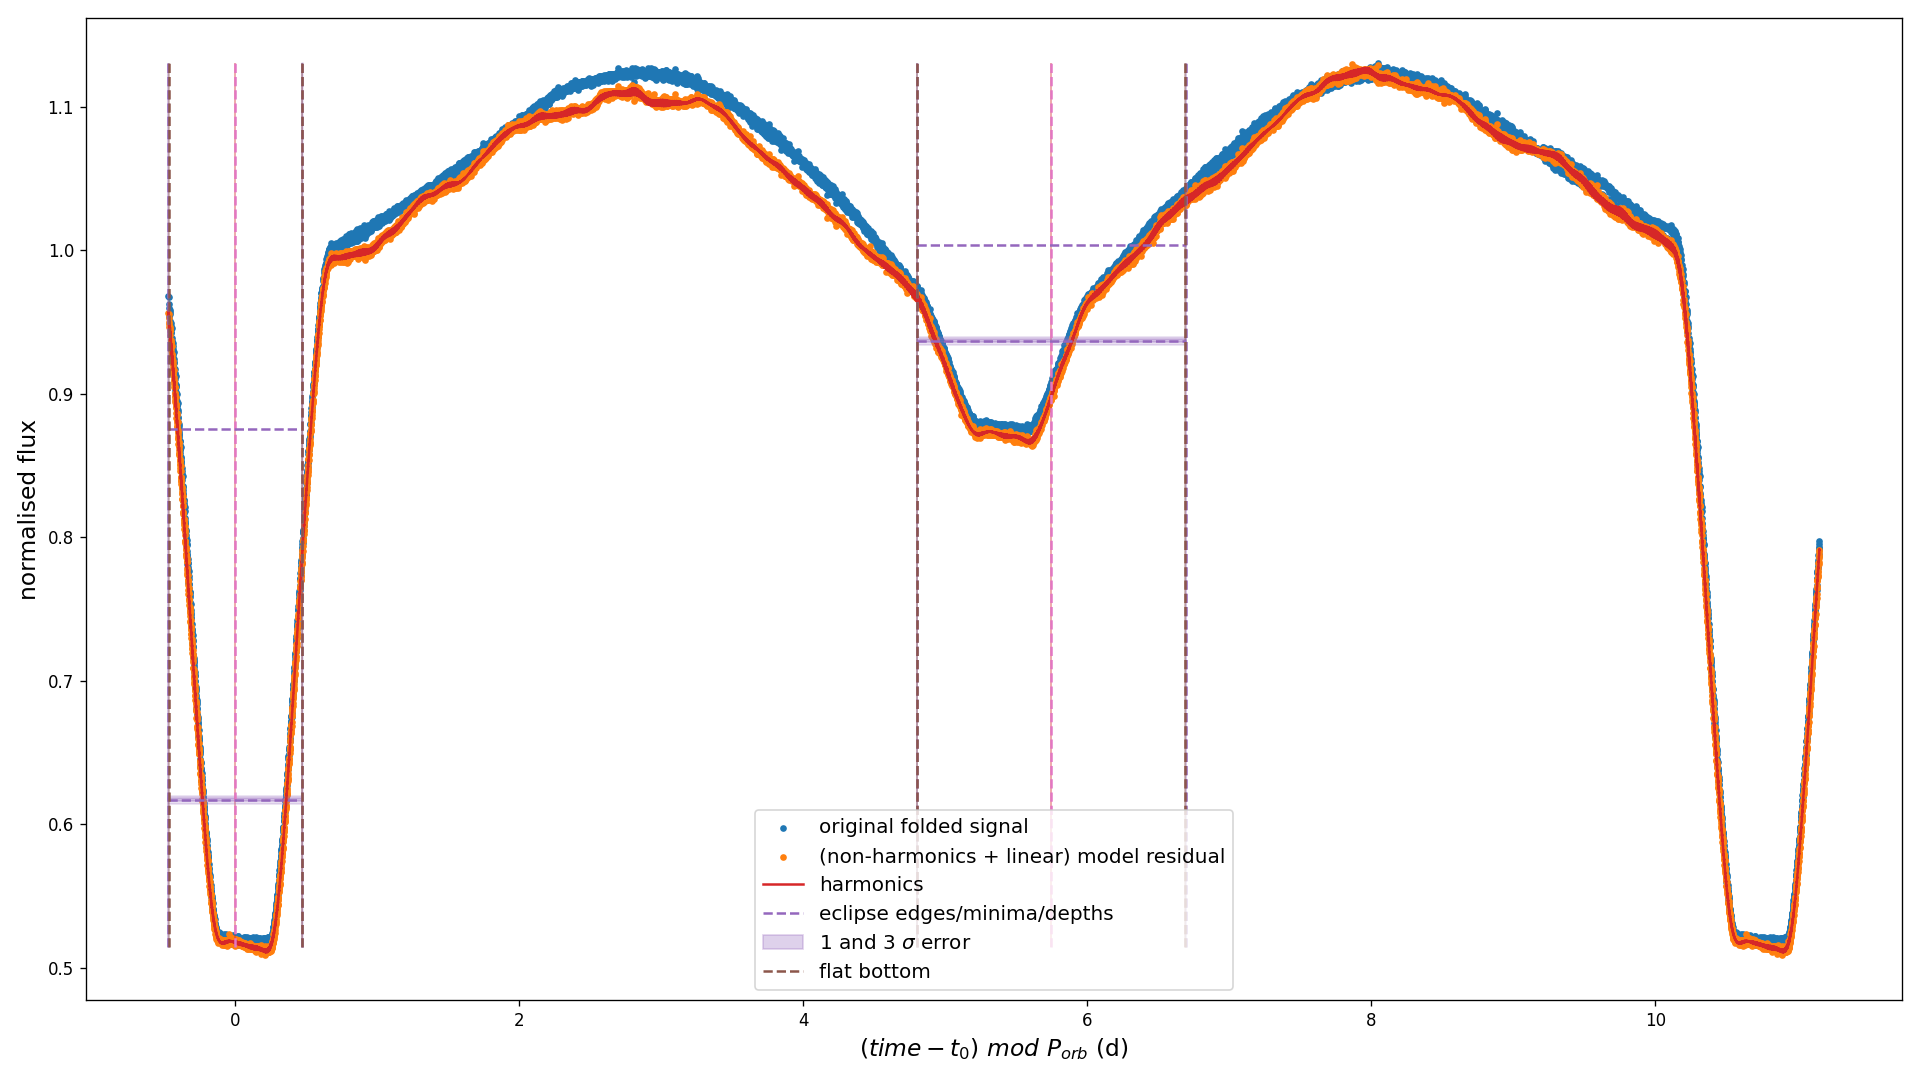 normalised flux
1.1
1.0
0.9
0.8
0.7
0.6
0.5
original folded signal
(non-harmonics + linear) model residual
harmonics
eclipse edges/minima/depths
1 and 3 σ error
flat bottom
0 2 4 6 8 10
(time − t₀) mod Pₒᵣb (d)